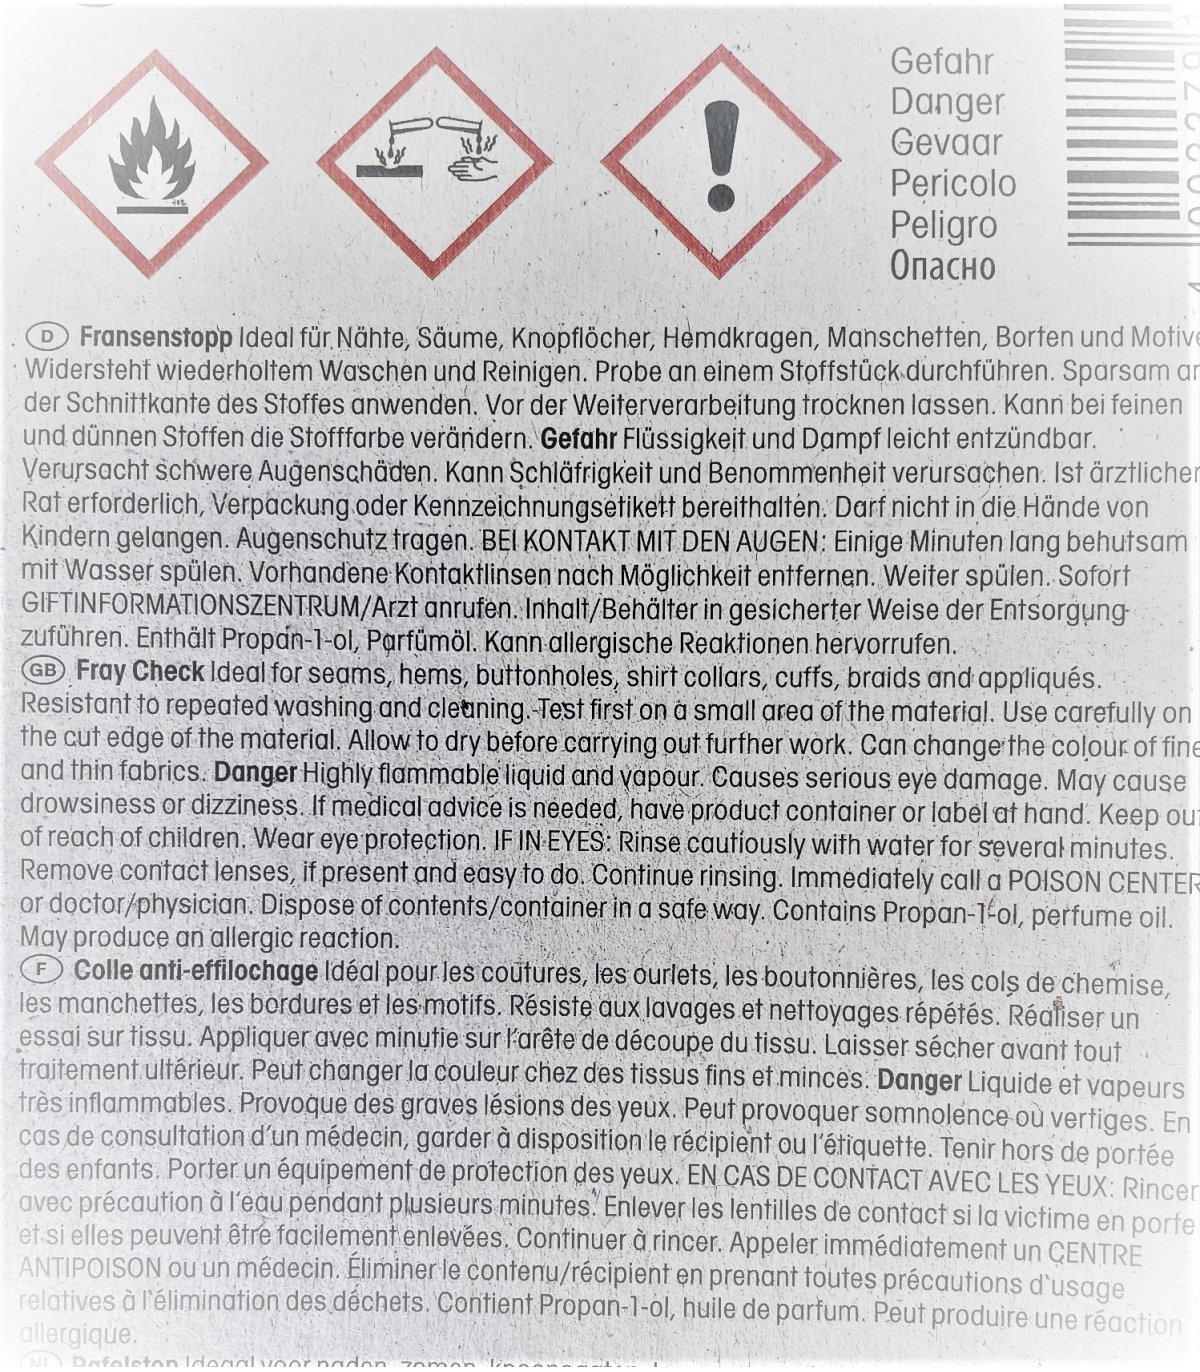 Gefahr
Danger
Gevaar
Pericolo
Peligro
Опасно
D Fransenstopp Ideal für Nähte, Säume, Knopflöcher, Hemdkragen, Manschetten, Borten und Motive
Widersteht wiederholtem Waschen und Reinigen. Probe an einem Stoffstück durchführen. Sparsam an
der Schnittkante des Stoffes anwenden. Vor der Weiterverarbeitung trocknen lassen. Kann bei feinen
und dünnen Stoffen die Stofffarbe verändern. Gefahr Flüssigkeit und Dampf leicht entzündbar.
Verursacht schwere Augenschäden. Kann Schläfrigkeit und Benommenheit verursachen. Ist ärztlicher
Rat erforderlich, Verpackung oder Kennzeichnungsetikett bereithalten. Darf nicht in die Hände von
Kindern gelangen. Augenschutz tragen. BEI KONTAKT MIT DEN AUGEN: Einige Minuten lang behutsam
mit Wasser spülen. Vorhandene Kontaktlinsen nach Möglichkeit entfernen. Weiter spülen. Sofort
GIFTINFORMATIONSZENTRUM/Arzt anrufen. Inhalt/Behälter in gesicherter Weise der Entsorgung
zuführen. Enthält Propan-1-ol, Parfümöl. Kann allergische Reaktionen hervorrufen.
GB Fray Check Ideal for seams, hems, buttonholes, shirt collars, cuffs, braids and appliqués.
Resistant to repeated washing and cleaning. Test first on a small area of the material. Use carefully on
the cut edge of the material. Allow to dry before carrying out further work. Can change the colour of fine
and thin fabrics. Danger Highly flammable liquid and vapour. Causes serious eye damage. May cause
drowsiness or dizziness. If medical advice is needed, have product container or label at hand. Keep out
of reach of children. Wear eye protection. IF IN EYES: Rinse cautiously with water for several minutes.
Remove contact lenses, if present and easy to do. Continue rinsing. Immediately call a POISON CENTER
or doctor/physician. Dispose of contents/container in a safe way. Contains Propan-1-ol, perfume oil.
May produce an allergic reaction.
F Colle anti-effilochage Idéal pour les coutures, les ourlets, les boutonnières, les cols de chemise,
les manchettes, les bordures et les motifs. Résiste aux lavages et nettoyages répétés. Réaliser un
essai sur tissu. Appliquer avec minutie sur l'arête de découpe du tissu. Laisser sécher avant tout
traitement ultérieur. Peut changer la couleur chez des tissus fins et minces. Danger Liquide et vapeurs
très inflammables. Provoque des graves lésions des yeux. Peut provoquer somnolence ou vertiges. En
cas de consultation d'un médecin, garder à disposition le récipient ou l'étiquette. Tenir hors de portée
des enfants. Porter un équipement de protection des yeux. EN CAS DE CONTACT AVEC LES YEUX: Rincer
avec précaution à l'eau pendant plusieurs minutes. Enlever les lentilles de contact si la victime en porte
et si elles peuvent être facilement enlevées. Continuer à rincer. Appeler immédiatement un CENTRE
ANTIPOISON ou un médecin. Éliminer le contenu/récipient en prenant toutes précautions d'usage
relatives à l'élimination des déchets. Contient Propan-1-ol, huile de parfum. Peut produire une réaction
allergique.
NL Rafelstop Ideaal voor naden, zomen,